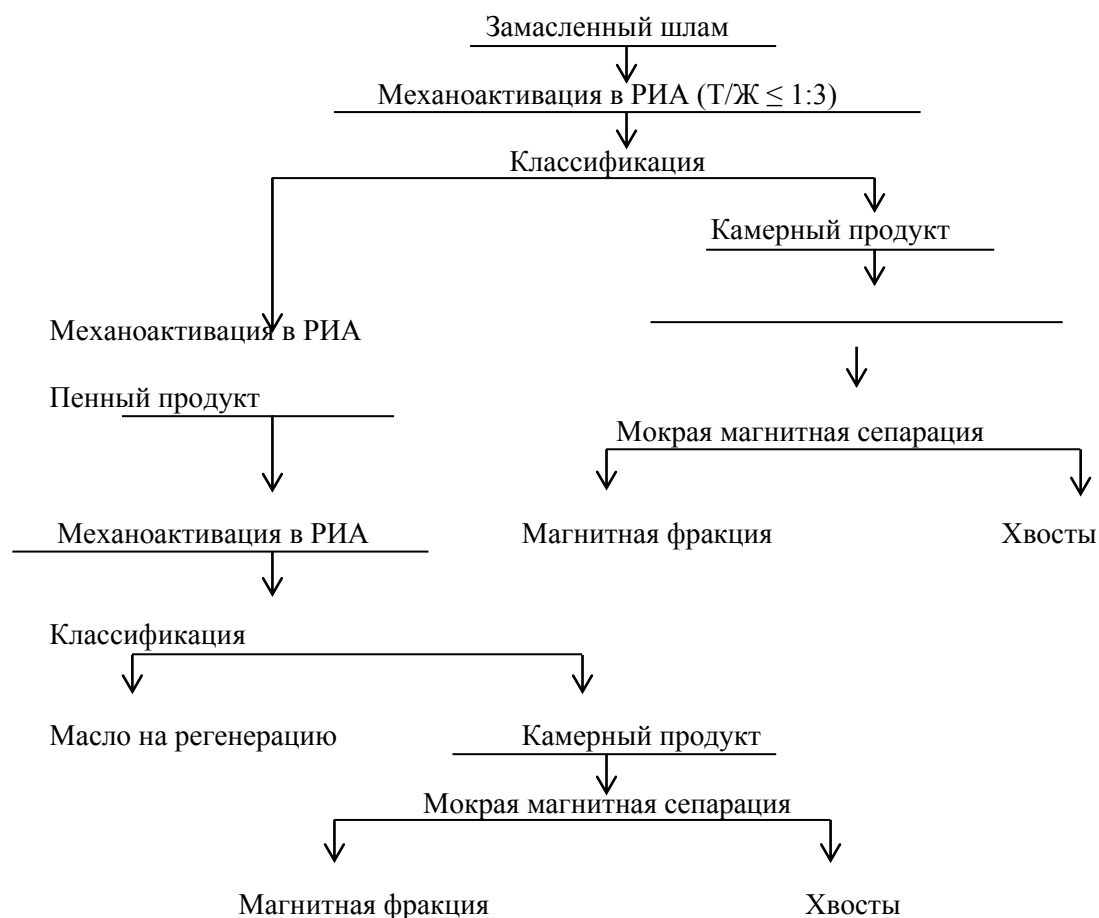 Замасленный шлам
Механоактивация в РИА (Т/Ж ≤ 1:3)
Классификация
Камерный продукт
Механоактивация в РИА
Пенный продукт
Мокрая магнитная сепарация
Механоактивация в РИА
Магнитная фракция
Хвосты
Классификация
Масло на регенерацию
Камерный продукт
Мокрая магнитная сепарация
Магнитная фракция
Хвосты